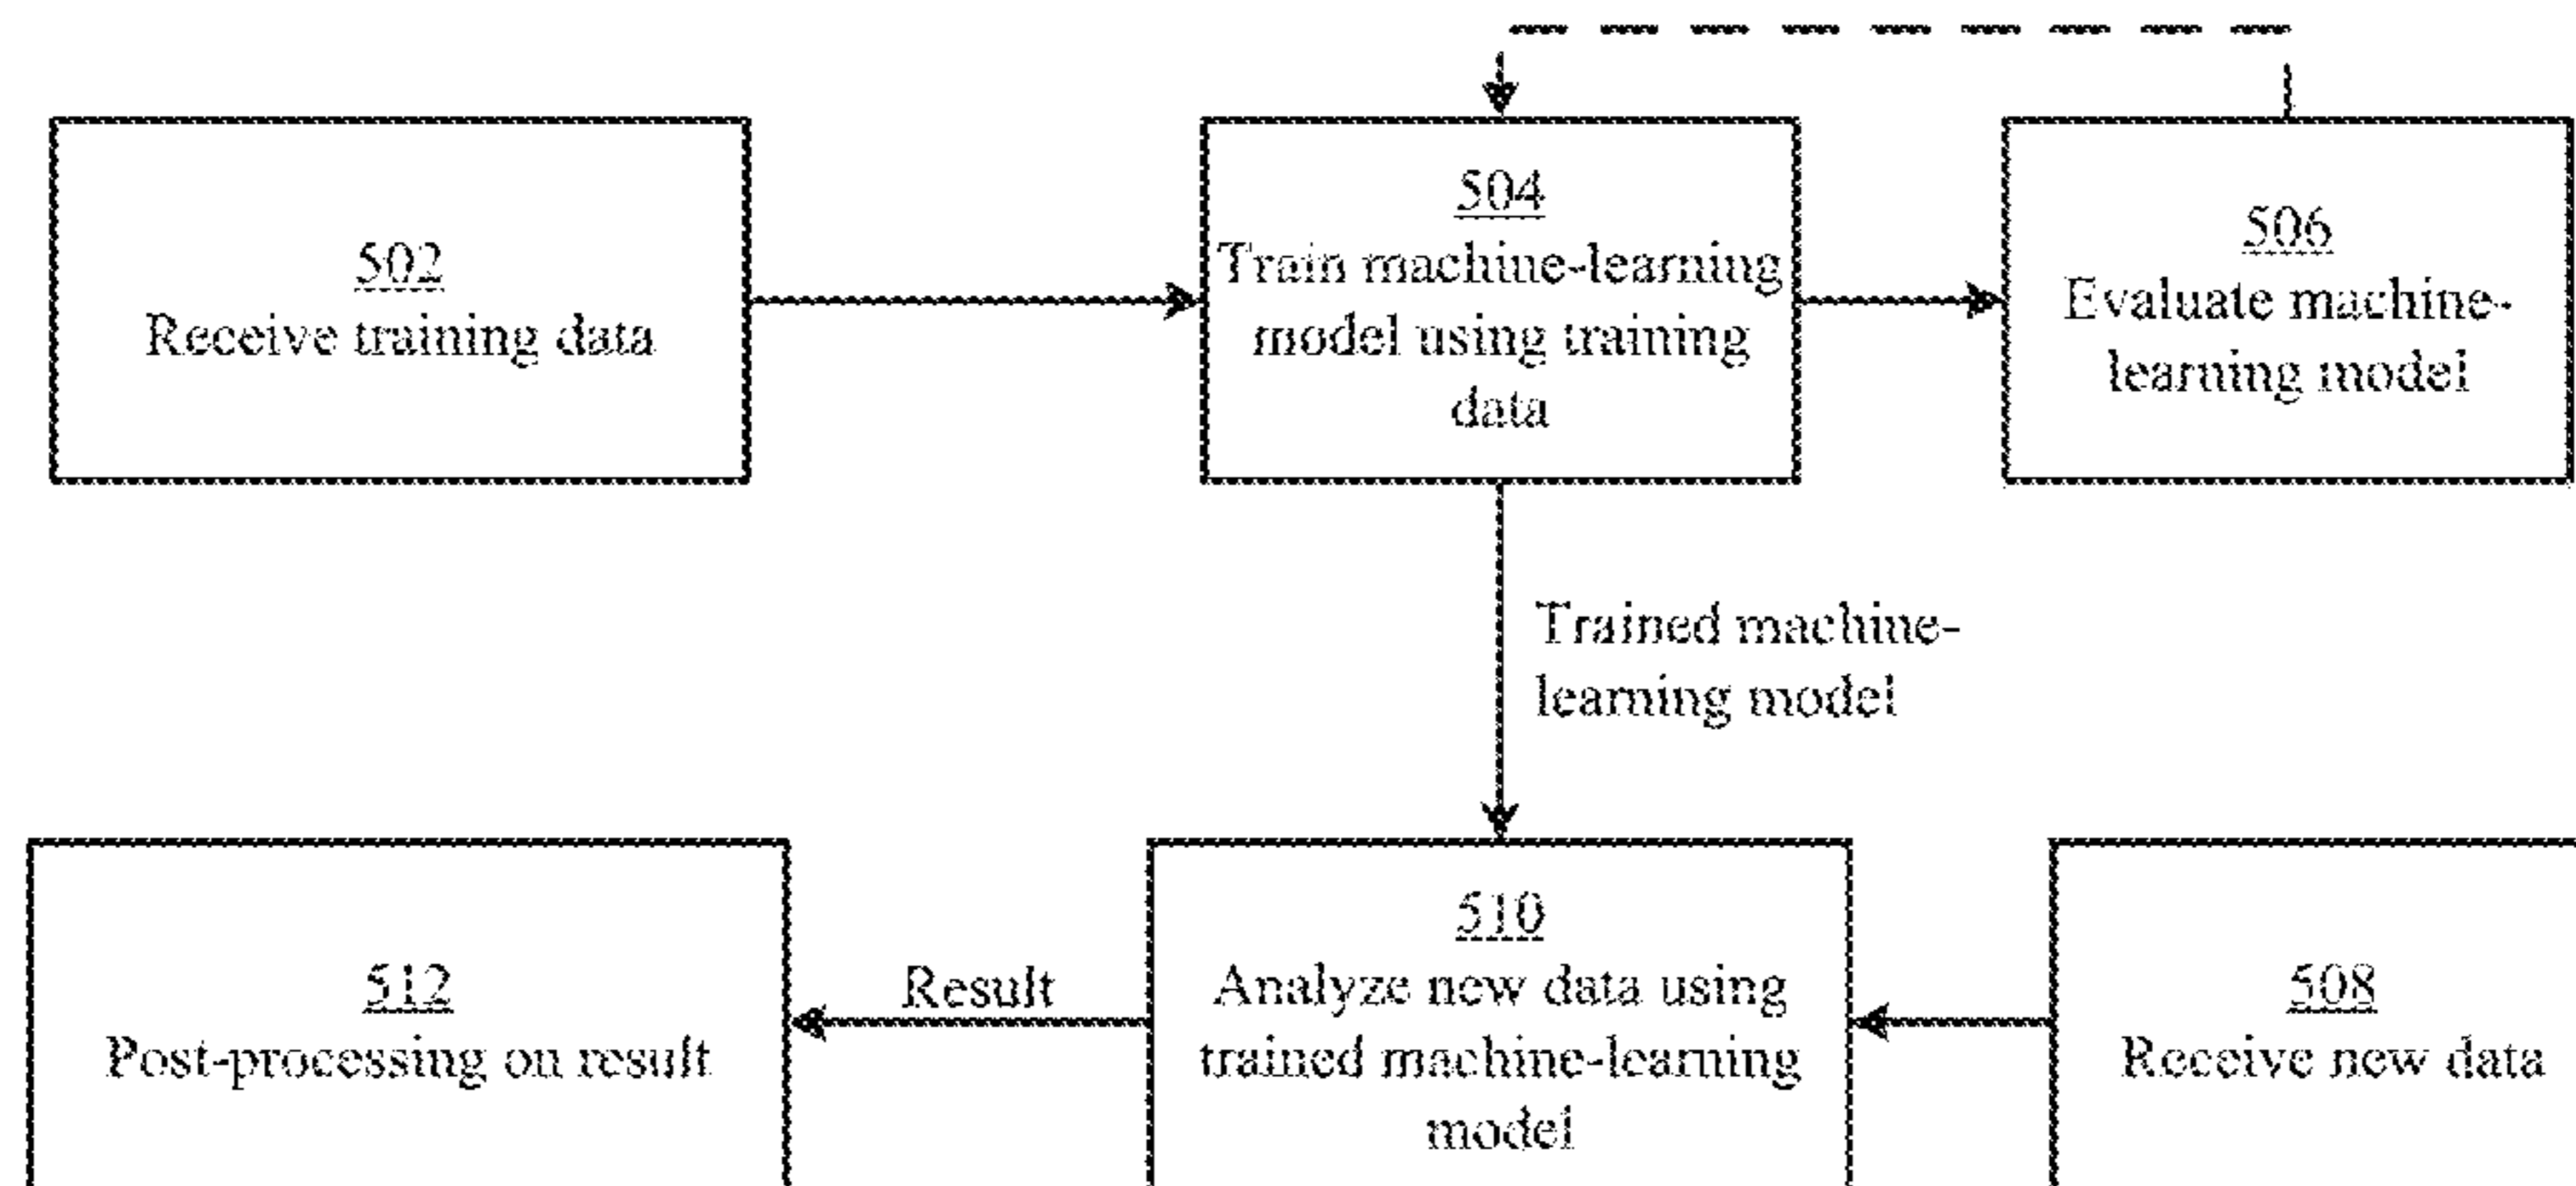 502
Receive training data
504
Train machine-learning
model using training
data
506
Evaluate machine-
learning model
Trained machine-
learning model
512
Post-processing on result
Result
510
Analyze new data using
trained machine-learning
model
508
Receive new data